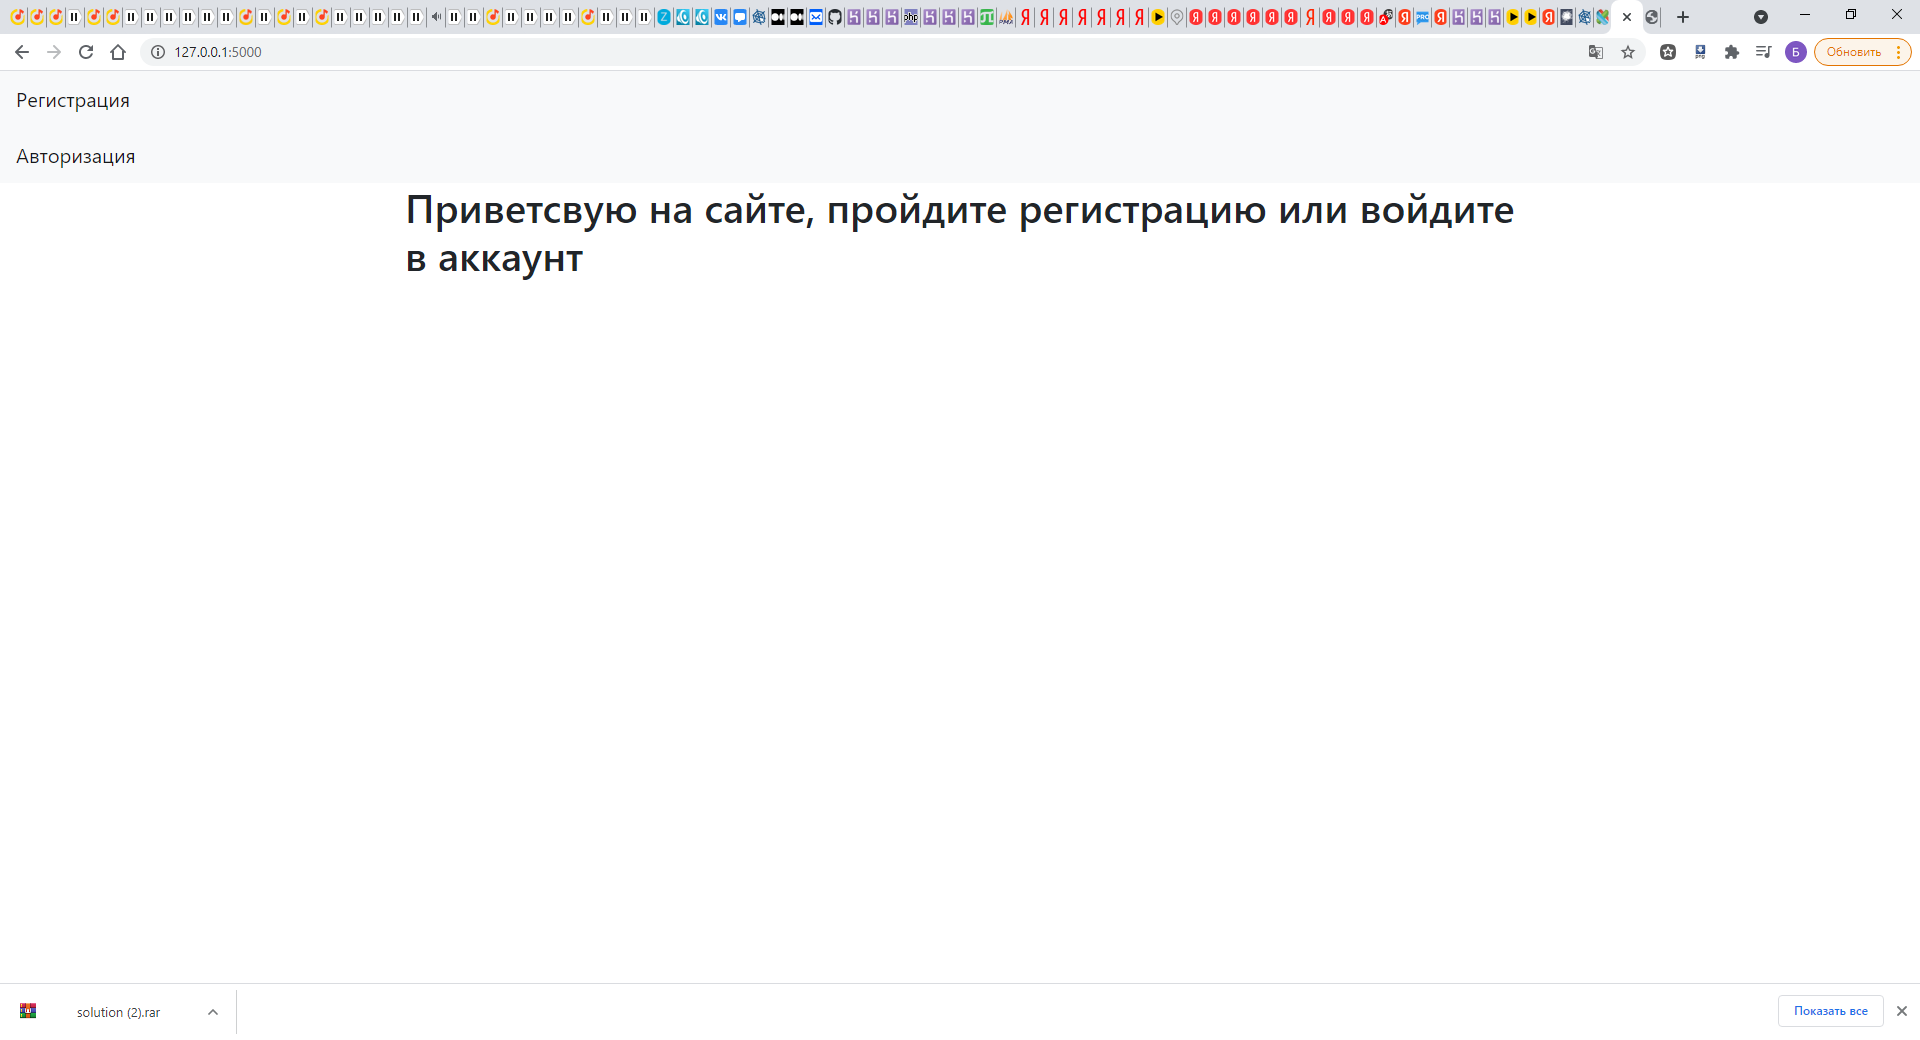 127.0.0.1:5000
Б
Обновить
Регистрация
Авторизация
Приветсвую на сайте, пройдите регистрацию или войдите
в аккаунт
solution (2).rar
Показать все